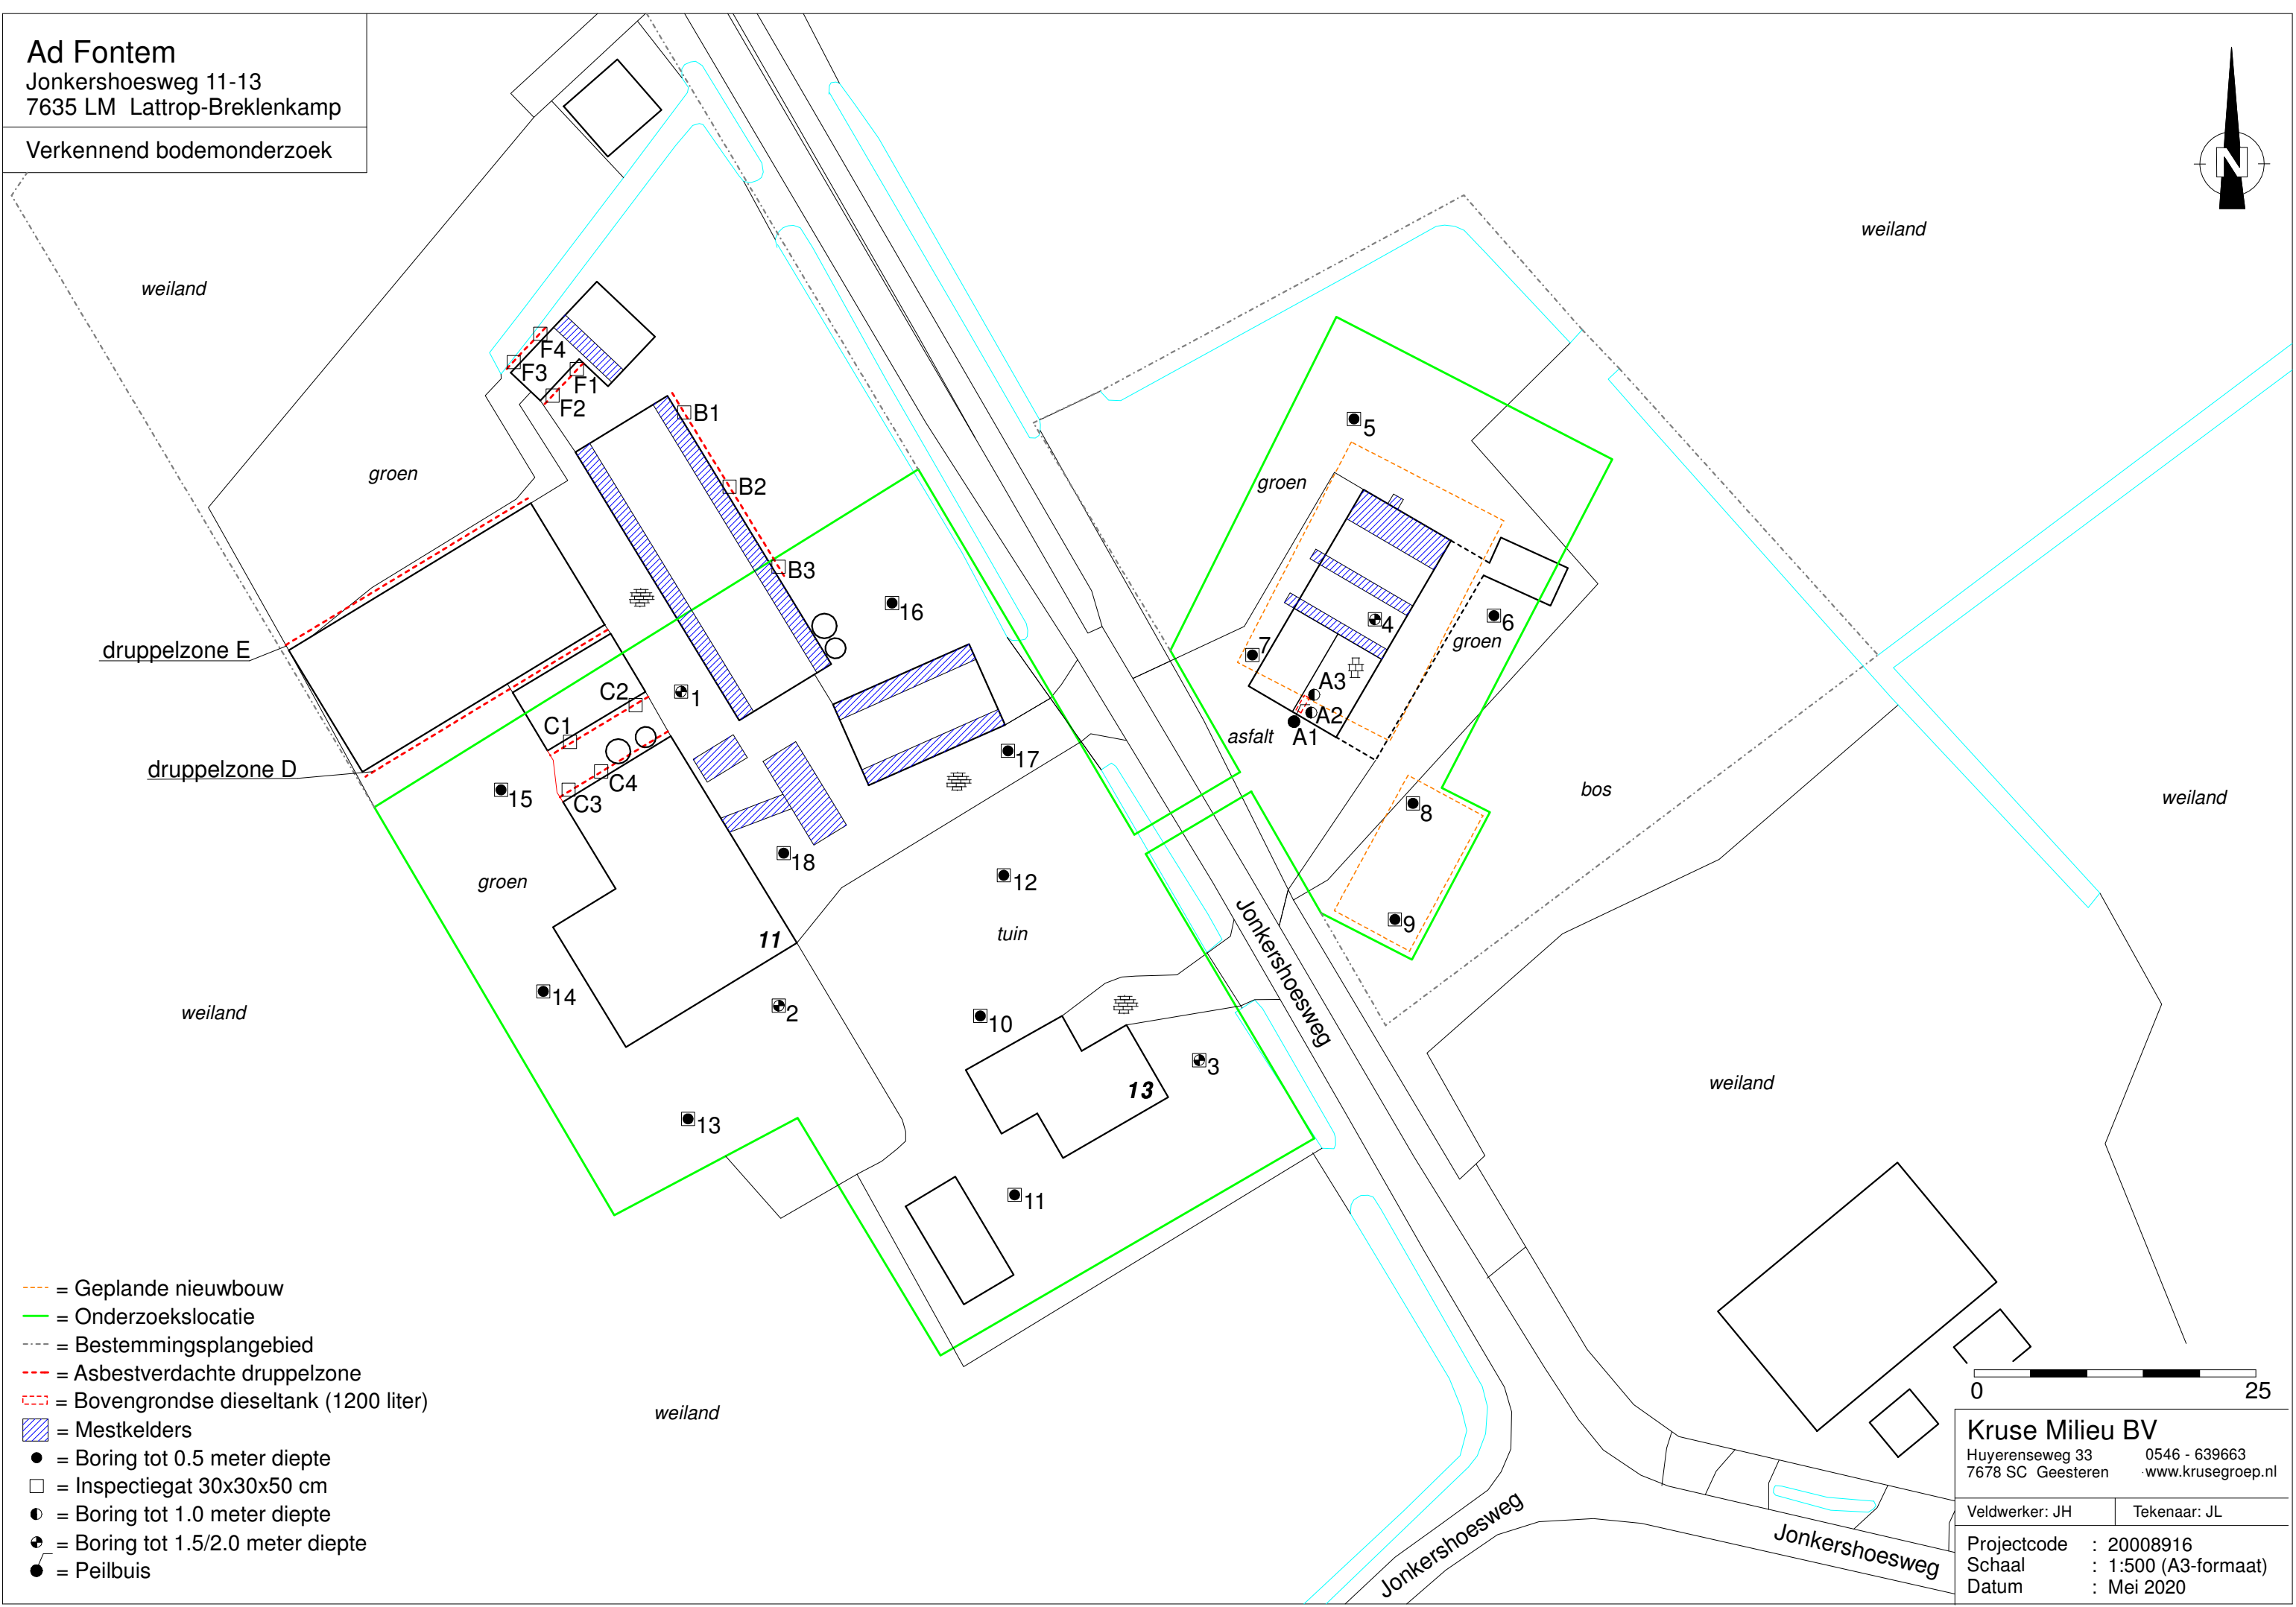 Ad Fontem
Jonkershoesweg 11-13
7635 LM Lattrop-Breklenkamp
Verkennend bodemonderzoek
N
weiland
weiland
F4
F3
F1
F2
B1
B2
B3
groen
5
groen
16
4
6
groen
7
druppelzone E
C2
1
A3
A2
A1
asfalt
C1
druppelzone D
17
15
C3
C4
8
bos
weiland
18
groen
12
9
11
tuin
Jonkershoesweg
14
2
10
weiland
3
13
weiland
13
11
= Geplande nieuwbouw
= Onderzoekslocatie
= Bestemmingsplangebied
= Asbestverdachte druppelzone
= Bovengrondse dieseltank (1200 liter)
= Mestkelders
= Boring tot 0.5 meter diepte
= Inspectiegat 30x30x50 cm
= Boring tot 1.0 meter diepte
= Boring tot 1.5/2.0 meter diepte
= Peilbuis
weiland
0 25
Jonkershoesweg
Jonkershoesweg
Kruse Milieu BV
Huyerenseweg 33 0546 - 639663
7678 SC Geesteren www.krusegroep.nl
Veldwerker: JH Tekenaar: JL
Projectcode : 20008916
Schaal : 1:500 (A3-formaat)
Datum : Mei 2020